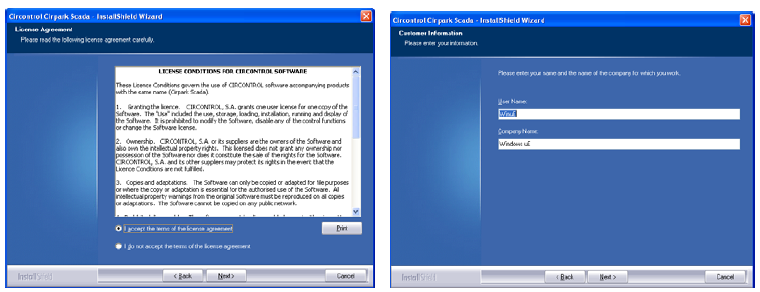 Circontrol Cirpark Scada - InstallShield Wizard
License Agreement
Please read the following license agreement carefully.
LICENSE CONDITIONS FOR CIRCONTROL SOFTWARE
These License Conditions govern the use of CIRCONTROL software accompanying products
with the same name (Cirpark Scada).
1. Granting the licence. CIRCONTROL, S.A. grants one user license for one copy of the
Software. The "Use" included the use, storage, loading, installation, running and display of
the Software. It is prohibited to modify the Software, disable any of the control functions
or change the Software license.
2. Ownership. CIRCONTROL, S.A. or its suppliers are the owners of the Software and
also own the intellectual property rights. This licensed does not grant any ownership nor
possession of the Software nor does it constitute the sale of the rights for the Software.
CIRCONTROL, S.A. and its other suppliers may protect its rights in the event that the
Licence Conditions are not fulfilled.
3. Copies and adaptations. The Software can only be copied or adapted for file purposes
or where the copy or adaptation is essential for the authorised use of the Software. All
intellectual property warnings from the original Software must be reproduced on all copies
or adaptations. The Software cannot be copied on any public network.
I accept the terms of the license agreement
Print
I do not accept the terms of the license agreement
InstallShield
< Back
Next >
Cancel
Circontrol Cirpark Scada - InstallShield Wizard
Customer Information
Please enter your information.
Please enter your name and the name of the company for which you work.
User Name:
WinuE
Company Name:
Windows uE
InstallShield
< Back
Next >
Cancel